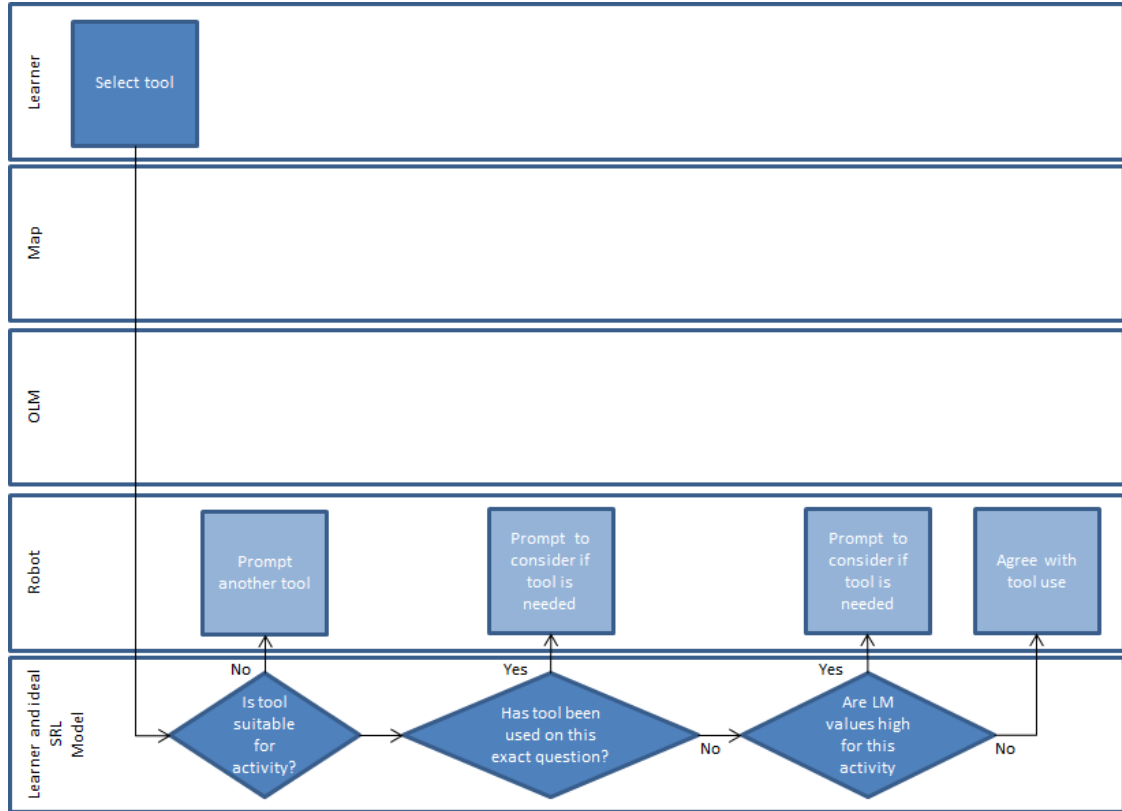 Learner
Select tool
Map
OLM
Robot
Prompt
another tool
Prompt to
consider if
tool is
needed
Prompt to
consider if
tool is
needed
Agree with
tool use
Learner and ideal
SRL
Model
No
Is tool
suitable
for
activity?
Yes
Has tool been
used on this
exact question?
No
Yes
Are LM
values high
for this
activity
No